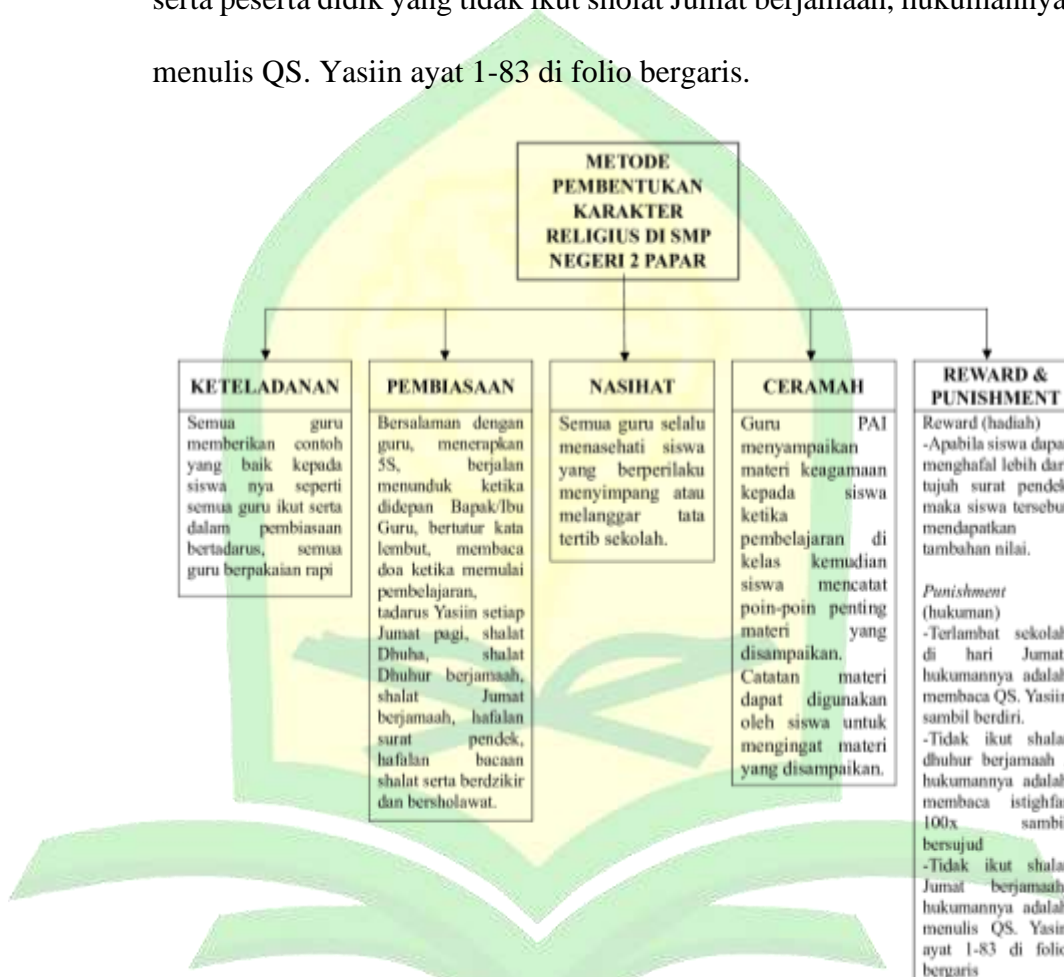 serta peserta didik yang tidak ikut sholat Jumat berjamaah, hukumannya
menulis QS. Yasiin ayat 1-83 di folio bergaris.
METODE
PEMBENTUKAN
KARAKTER
RELIGIUS DI SMP
NEGERI 2 PAPAR
KETELADANAN
Semua guru
memberikan contoh
yang baik kepada
siswa nya seperti
semua guru ikut serta
dalam pembiasaan
bertadarus, semua
guru berpakaian rapi
PEMBIASAAN
Bersalaman dengan
guru, menerapkan
5S, berjalan
menunduk ketika
didepan Bapak/Ibu
Guru, bertutur kata
lembut, membaca
doa ketika memulai
pembelajaran,
tadarus Yasiin setiap
Jumat pagi, shalat
Dhuha, shalat
Dhuhur berjamaah,
shalat Jumat
berjamah, hafalan
surat pendek,
hafalan bacaan
shalat serta berdzikir
dan bersholawat.
NASIHAT
Semua guru selalu
menasehati siswa
yang berperilaku
menyimpang atau
melanggar tata
tertib sekolah.
CERAMAH
Guru PAI
menyampaikan
materi keagamaan
kepada siswa
ketika
pembelajaran di
kelas kemudian
siswa mencatat
poin-poin penting
materi yang
disampaikan.
Catatan materi
dapat digunakan
oleh siswa untuk
mengingat materi
yang disampaikan.
REWARD &
PUNISHMENT
Reward (hadiah)
-Apabila siswa dapa
menghafal lebih dar
tujuh surat pendek
maka siswa tersebu
mendapatkan
tambahan nilai.
Punishment
(hukuman)
-Terlambat sekolah
di hari Jumat
hukumannya adalah
membaca QS. Yasiin
sambil berdiri.
-Tidak ikut shala
dhuhur berjamaah
hukumannya adalah
membaca istighfa
100x sambi
bersujud
-Tidak ikut shala
Jumat berjamaah
hukumannya adalah
menulis QS. Yasin
ayat 1-83 di folio
bergaris